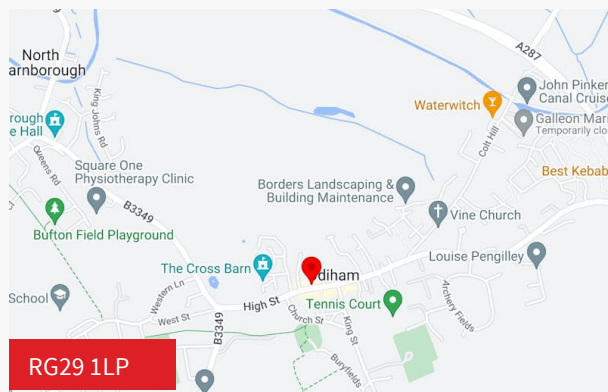 North
arnborough
A287
John Pinker
Canal Cruise
Waterwitch
Galleon Mari
Temporarily clo
King Johns Rd
rough
e Hall
Colt Hill
Queens Rd
Square One
Physiotherapy Clinic
Best Kebab
Borders Landscaping &
Building Maintenance
B3349
Vine Church
Bufton Field Playground
Louise Pengilley
The Cross Barn
diham
School
Western Ln
High St
Tennis Court
Archery Fields
West St
Church St
King St
B3349
Buryfields
RG29 1LP